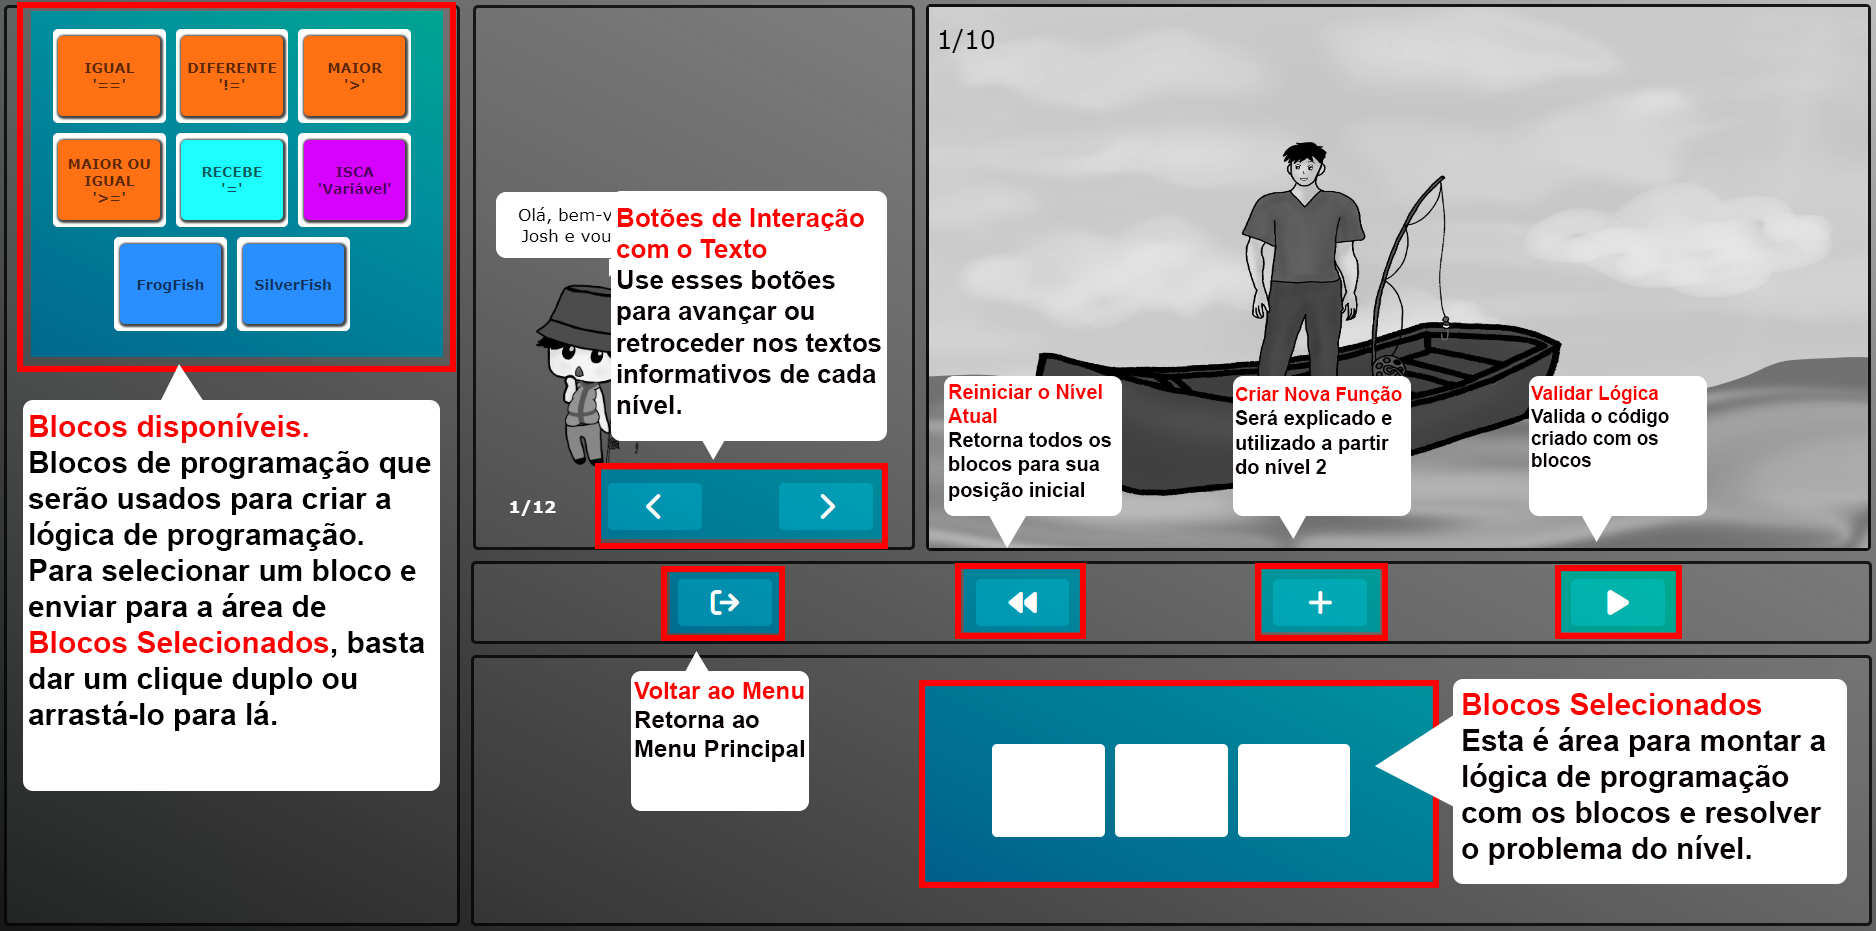 IGUAL
'=='
DIFERENTE
'!='
MAIOR
'>'
MAIOR OU
IGUAL
'>='
RECEBE
'='
ISCA
'Variável'
FrogFish
SilverFish
Blocos disponíveis.
Blocos de programação que
serão usados para criar a
lógica de programação.
Para selecionar um bloco e
enviar para a área de
Blocos Selecionados, basta
dar um clique duplo ou
arrastá-lo para lá.
Olá, bem-v
Josh e vou
Botões de Interação
com o Texto
Use esses botões
para avançar ou
retroceder nos textos
informativos de cada
nível.
1/12
1/10
Reiniciar o Nível
Atual
Retorna todos os
blocos para sua
posição inicial
Criar Nova Função
Será explicado e
utilizado a partir
do nível 2
Validar Lógica
Valida o código
criado com os
blocos
Voltar ao Menu
Retorna ao
Menu Principal
Blocos Selecionados
Esta é área para montar a
lógica de programação
com os blocos e resolver
o problema do nível.